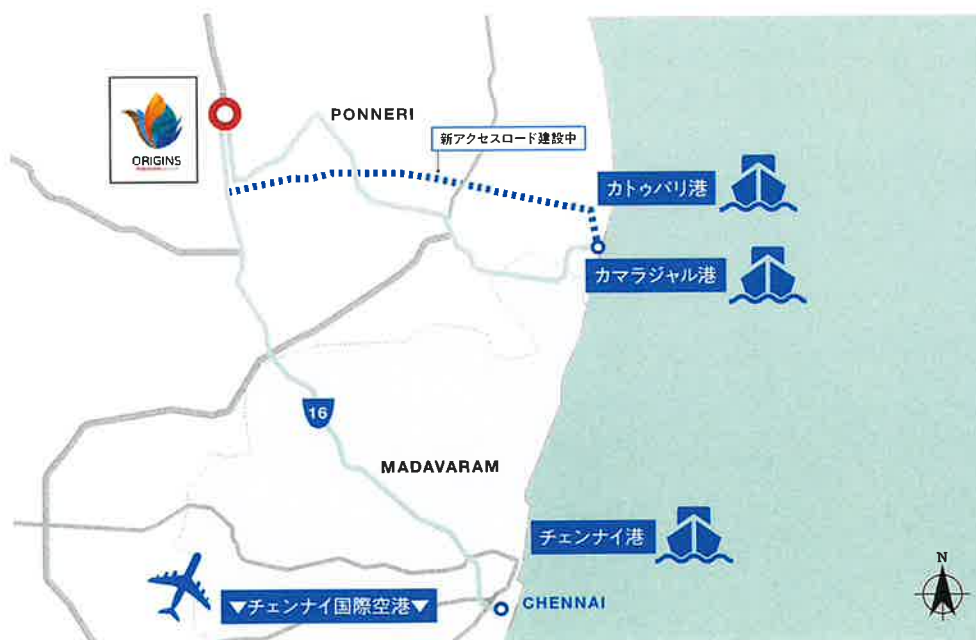 PONNERI
新アクセスロード建設中
ORIGINS
カトゥパリ港
カマラジャル港
16
MADAVARAM
チェンナイ港
N
▼チェンナイ国際空港▼
CHENNAI